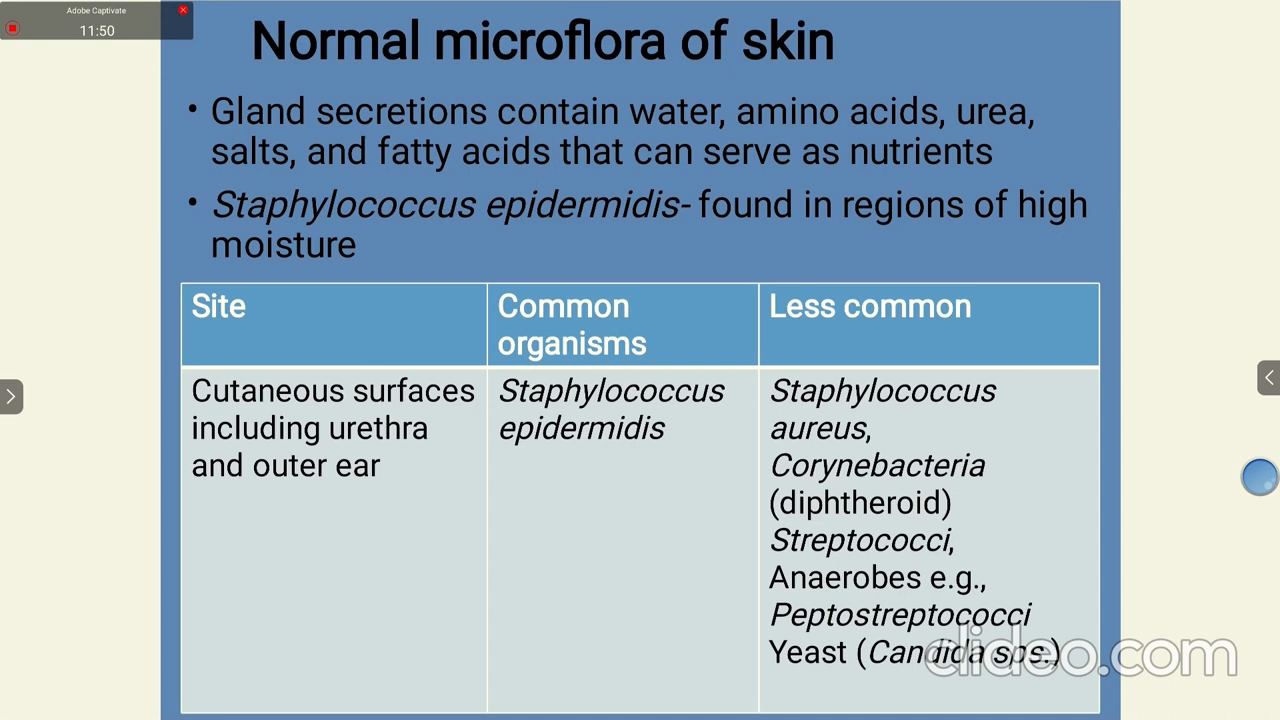 Adobe Captivate
11:50
Normal microflora of skin
• Gland secretions contain water, amino acids, urea,
salts, and fatty acids that can serve as nutrients
• Staphylococcus epidermidis- found in regions of high
moisture
Site
Common
organisms
Less common
Cutaneous surfaces
including urethra
and outer ear
Staphylococcus
epidermidis
Staphylococcus
aureus,
Corynebacteria
(diphtheroid)
Streptococci,
Anaerobes e.g.,
Peptostreptococci
Yeast (Candida sps.)
clideo.com